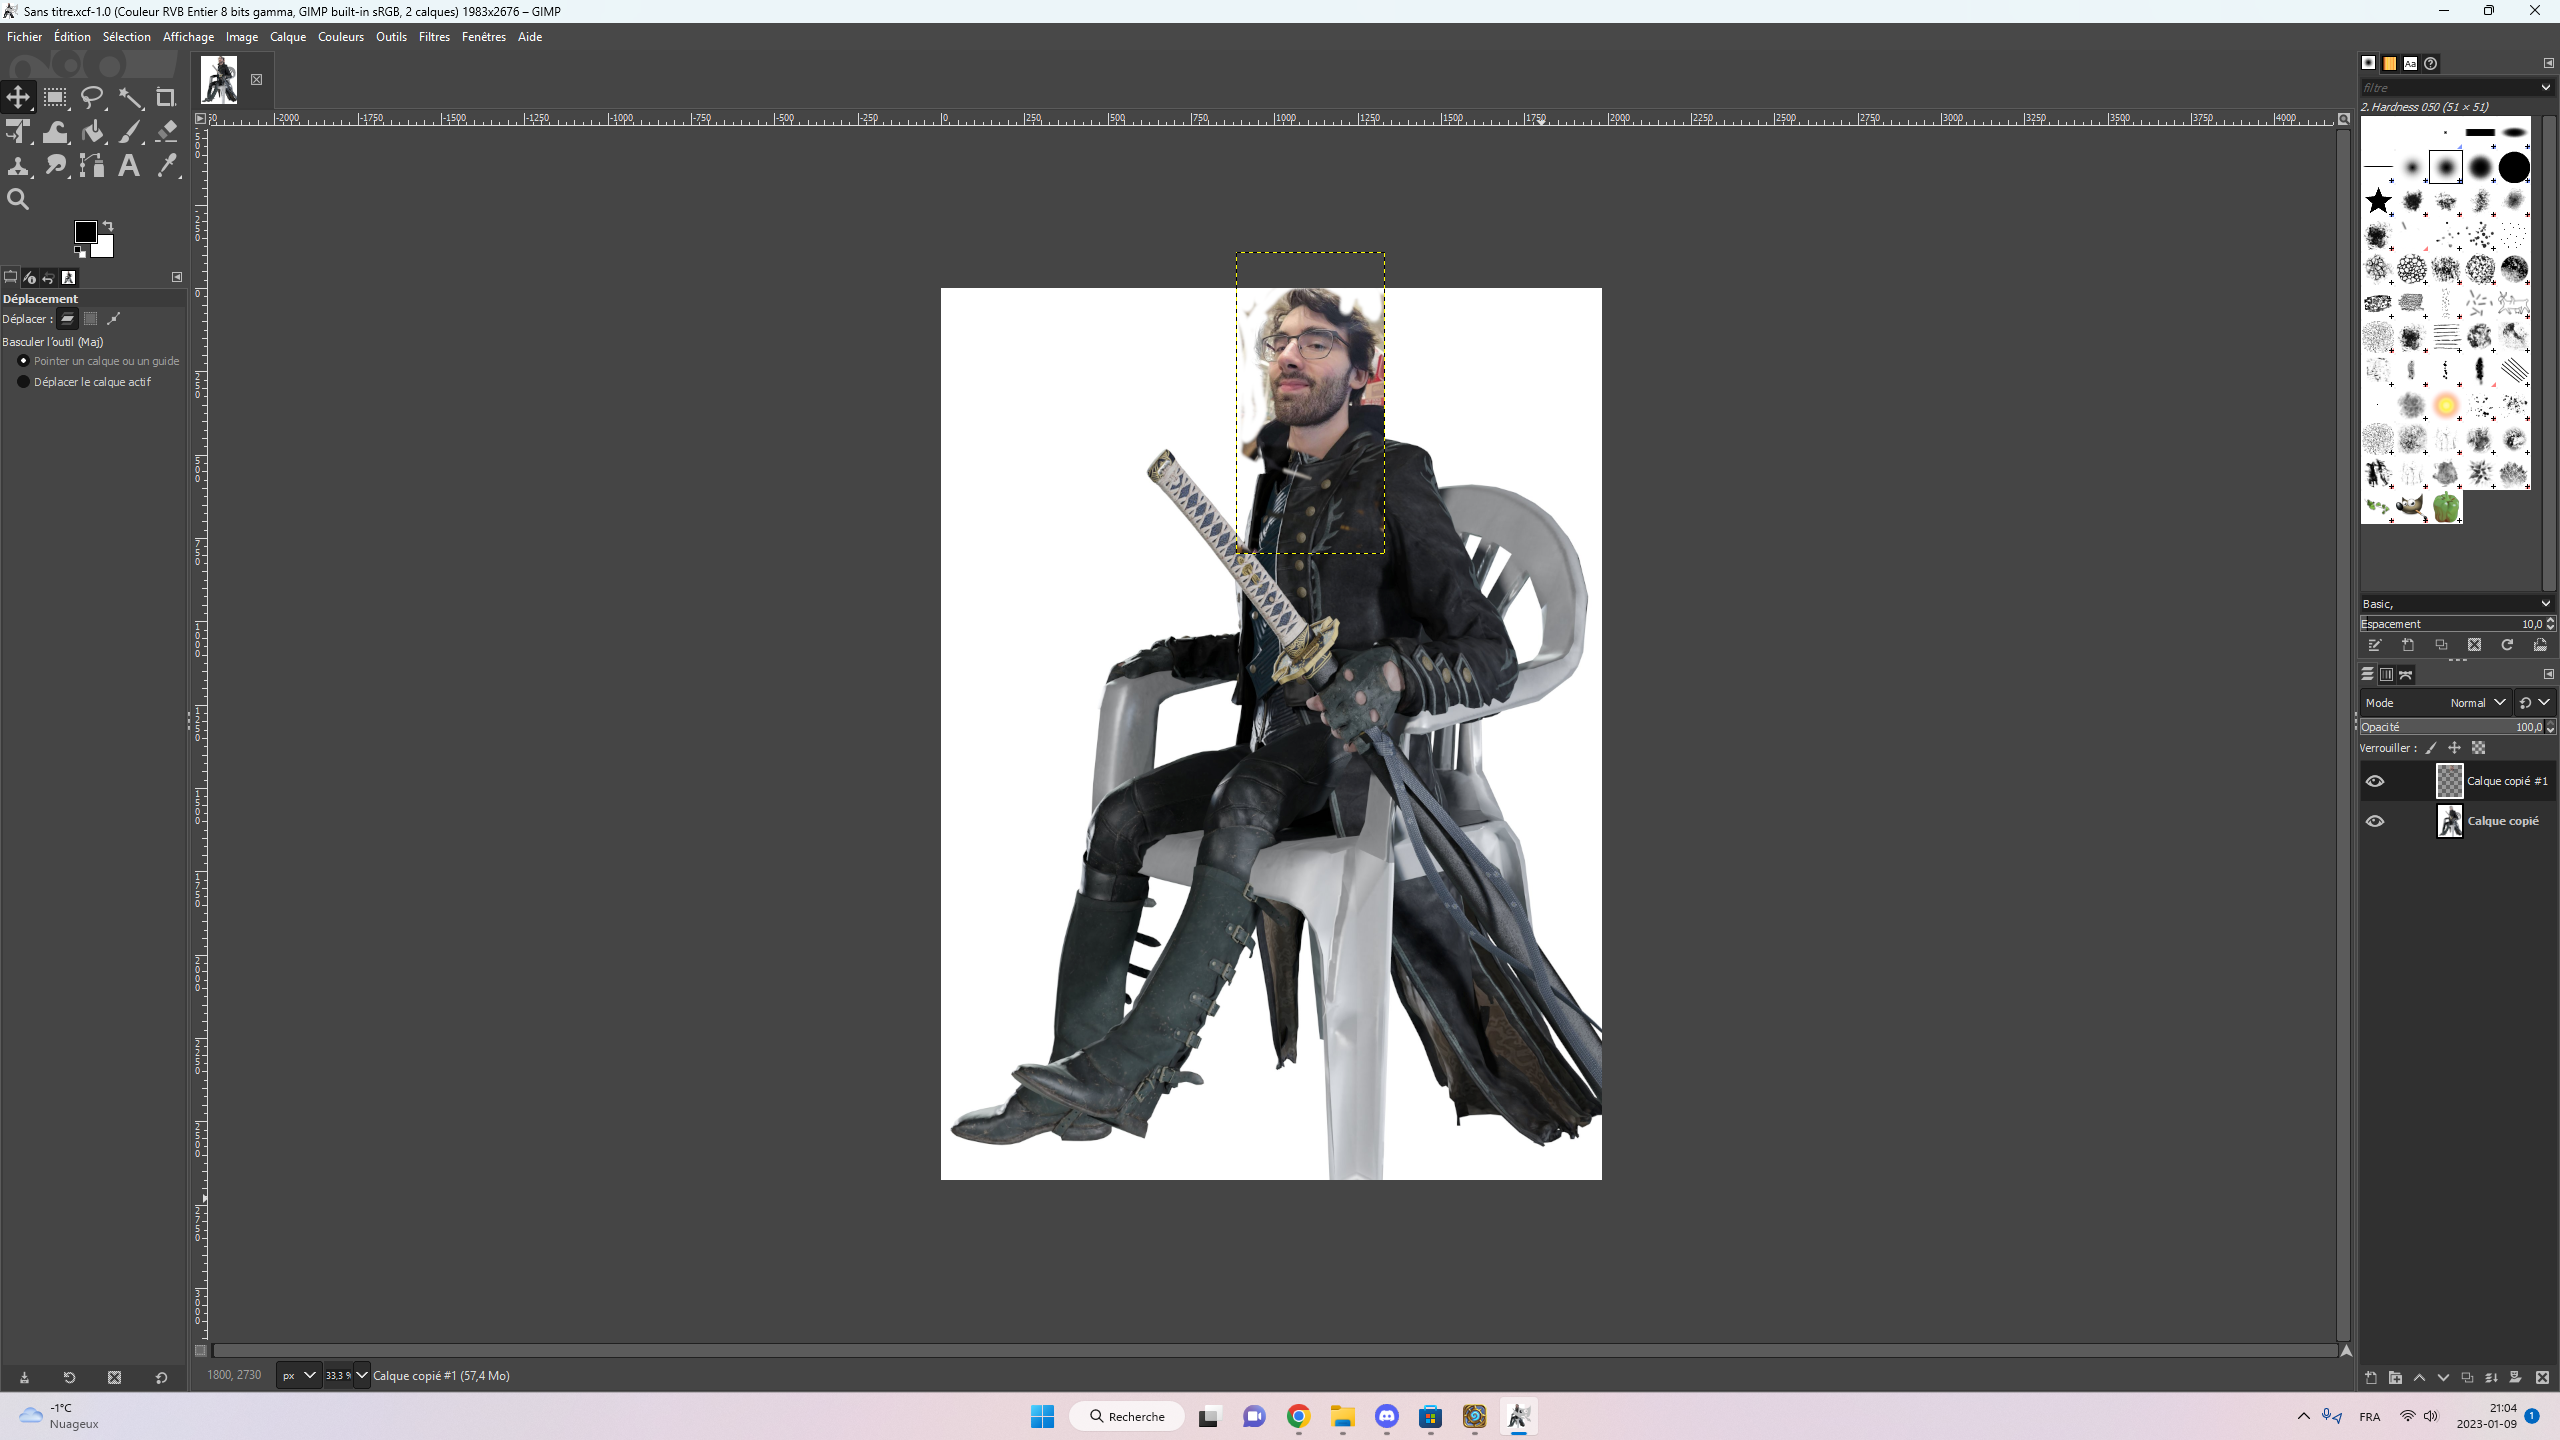 Sans titre.xcf-1.0 (Couleur RVB Entier 8 bits gamma, GIMP built-in sRGB, 2 calques) 1983x2676 – GIMP
Fichier Édition Sélection Affichage Image Calque Couleurs Outils Filtres Fenêtres Aide
filtre
2. Hardness 050 (51 × 51)
-2000 -1750 -1500 -1250 -1000 -750 -500 -250 0 250 500 750 1000 1250 1500 1750 2000 2250 2500 2750 3000 3250 3500 3750 4000
Déplacement
Déplacer :
Basculer l'outil (Maj)
Pointer un calque ou un guide
Déplacer le calque actif
Basic,
Espacement 10,0
Mode Normal
Opacité 100,0
Verrouiller :
Calque copié #1
Calque copié
1800, 2730 px 33,3 % Calque copié #1 (57,4 Mo)
-1°C
Nuageux
Recherche
FRA
21:04
2023-01-09
1